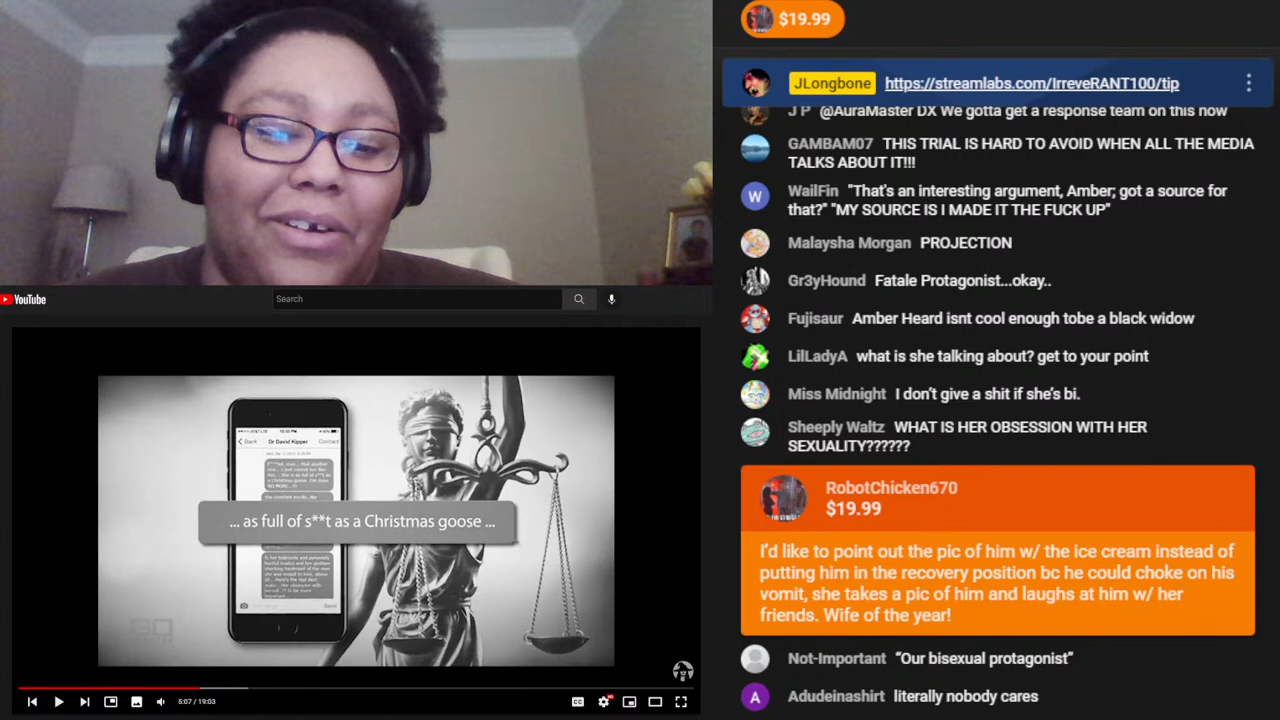 $19.99
JLongbone https://streamlabs.com/IrreveRANT100/tip
J P @AuraMaster DX We gotta get a response team on this now
GAMBAM07 THIS TRIAL IS HARD TO AVOID WHEN ALL THE MEDIA
TALKS ABOUT IT!!!
W WailFin "That's an interesting argument, Amber; got a source for
that?" "MY SOURCE IS I MADE IT THE FUCK UP"
Malaysha Morgan PROJECTION
Gr3yHound Fatale Protagonist...okay..
Fujisaur Amber Heard isnt cool enough tobe a black widow
LilLadyA what is she talking about? get to your point
Miss Midnight I don't give a shit if she's bi.
Sheeply Waltz WHAT IS HER OBSESSION WITH HER
SEXUALITY??????
RobotChicken670
$19.99
I'd like to point out the pic of him w/ the ice cream instead of
putting him in the recovery position bc he could choke on his
vomit, she takes a pic of him and laughs at him w/ her
friends. Wife of the year!
Not-Important “Our bisexual protagonist”
A Adudeinashirt literally nobody cares
YouTube
Search
Back Dr David Kipper Contact
... as full of s**t as a Christmas goose ...
Send
5:07 / 19:03
CC
HD